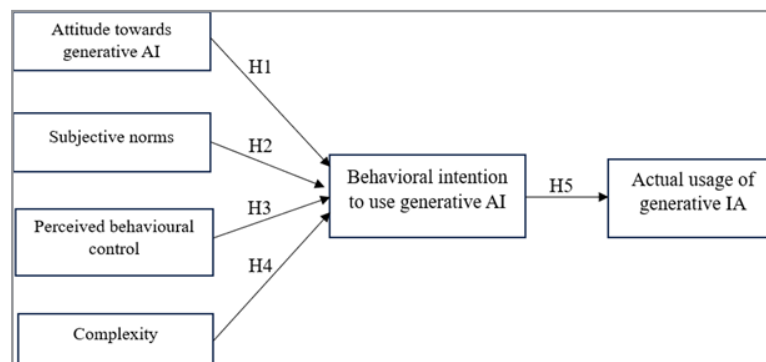 Attitude towards
generative AI
H1
Subjective norms
H2
Behavioral intention
to use generative AI
H5
Actual usage of
generative IA
Perceived behavioural
control
H3
H4
Complexity